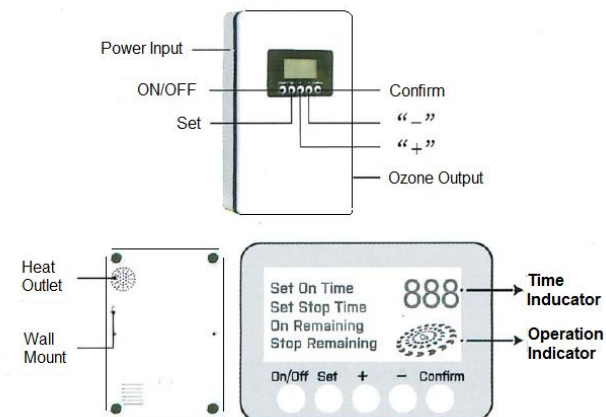 Power Input
ON/OFF
Set
Confirm
“–”
“+”
Ozone Output
Heat
Outlet
Wall
Mount
Set On Time
Set Stop Time
On Remaining
Stop Remaining
888
Time
Inducator
Operation
Indicator
On/Off Set + − Confirm